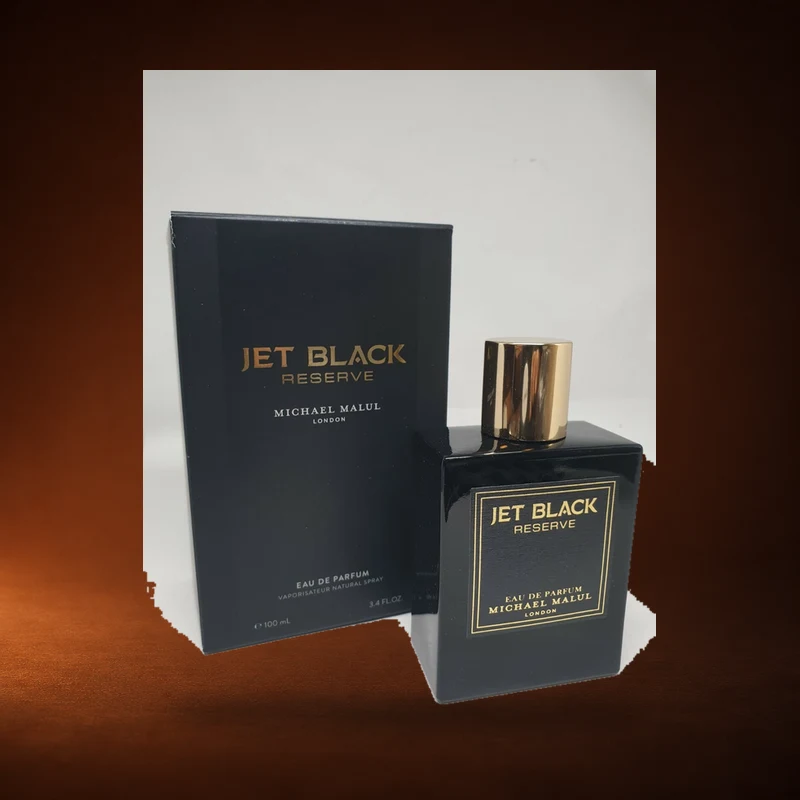 JET BLACK
RESERVE
MICHAEL MALUL
LONDON
EAU DE PARFUM
VAPORISATEUR NATURAL SPRAY
3.4 FL.OZ.
e 100 mL
JET BLACK
RESERVE
EAU DE PARFUM
MICHAEL MALUL
LONDON